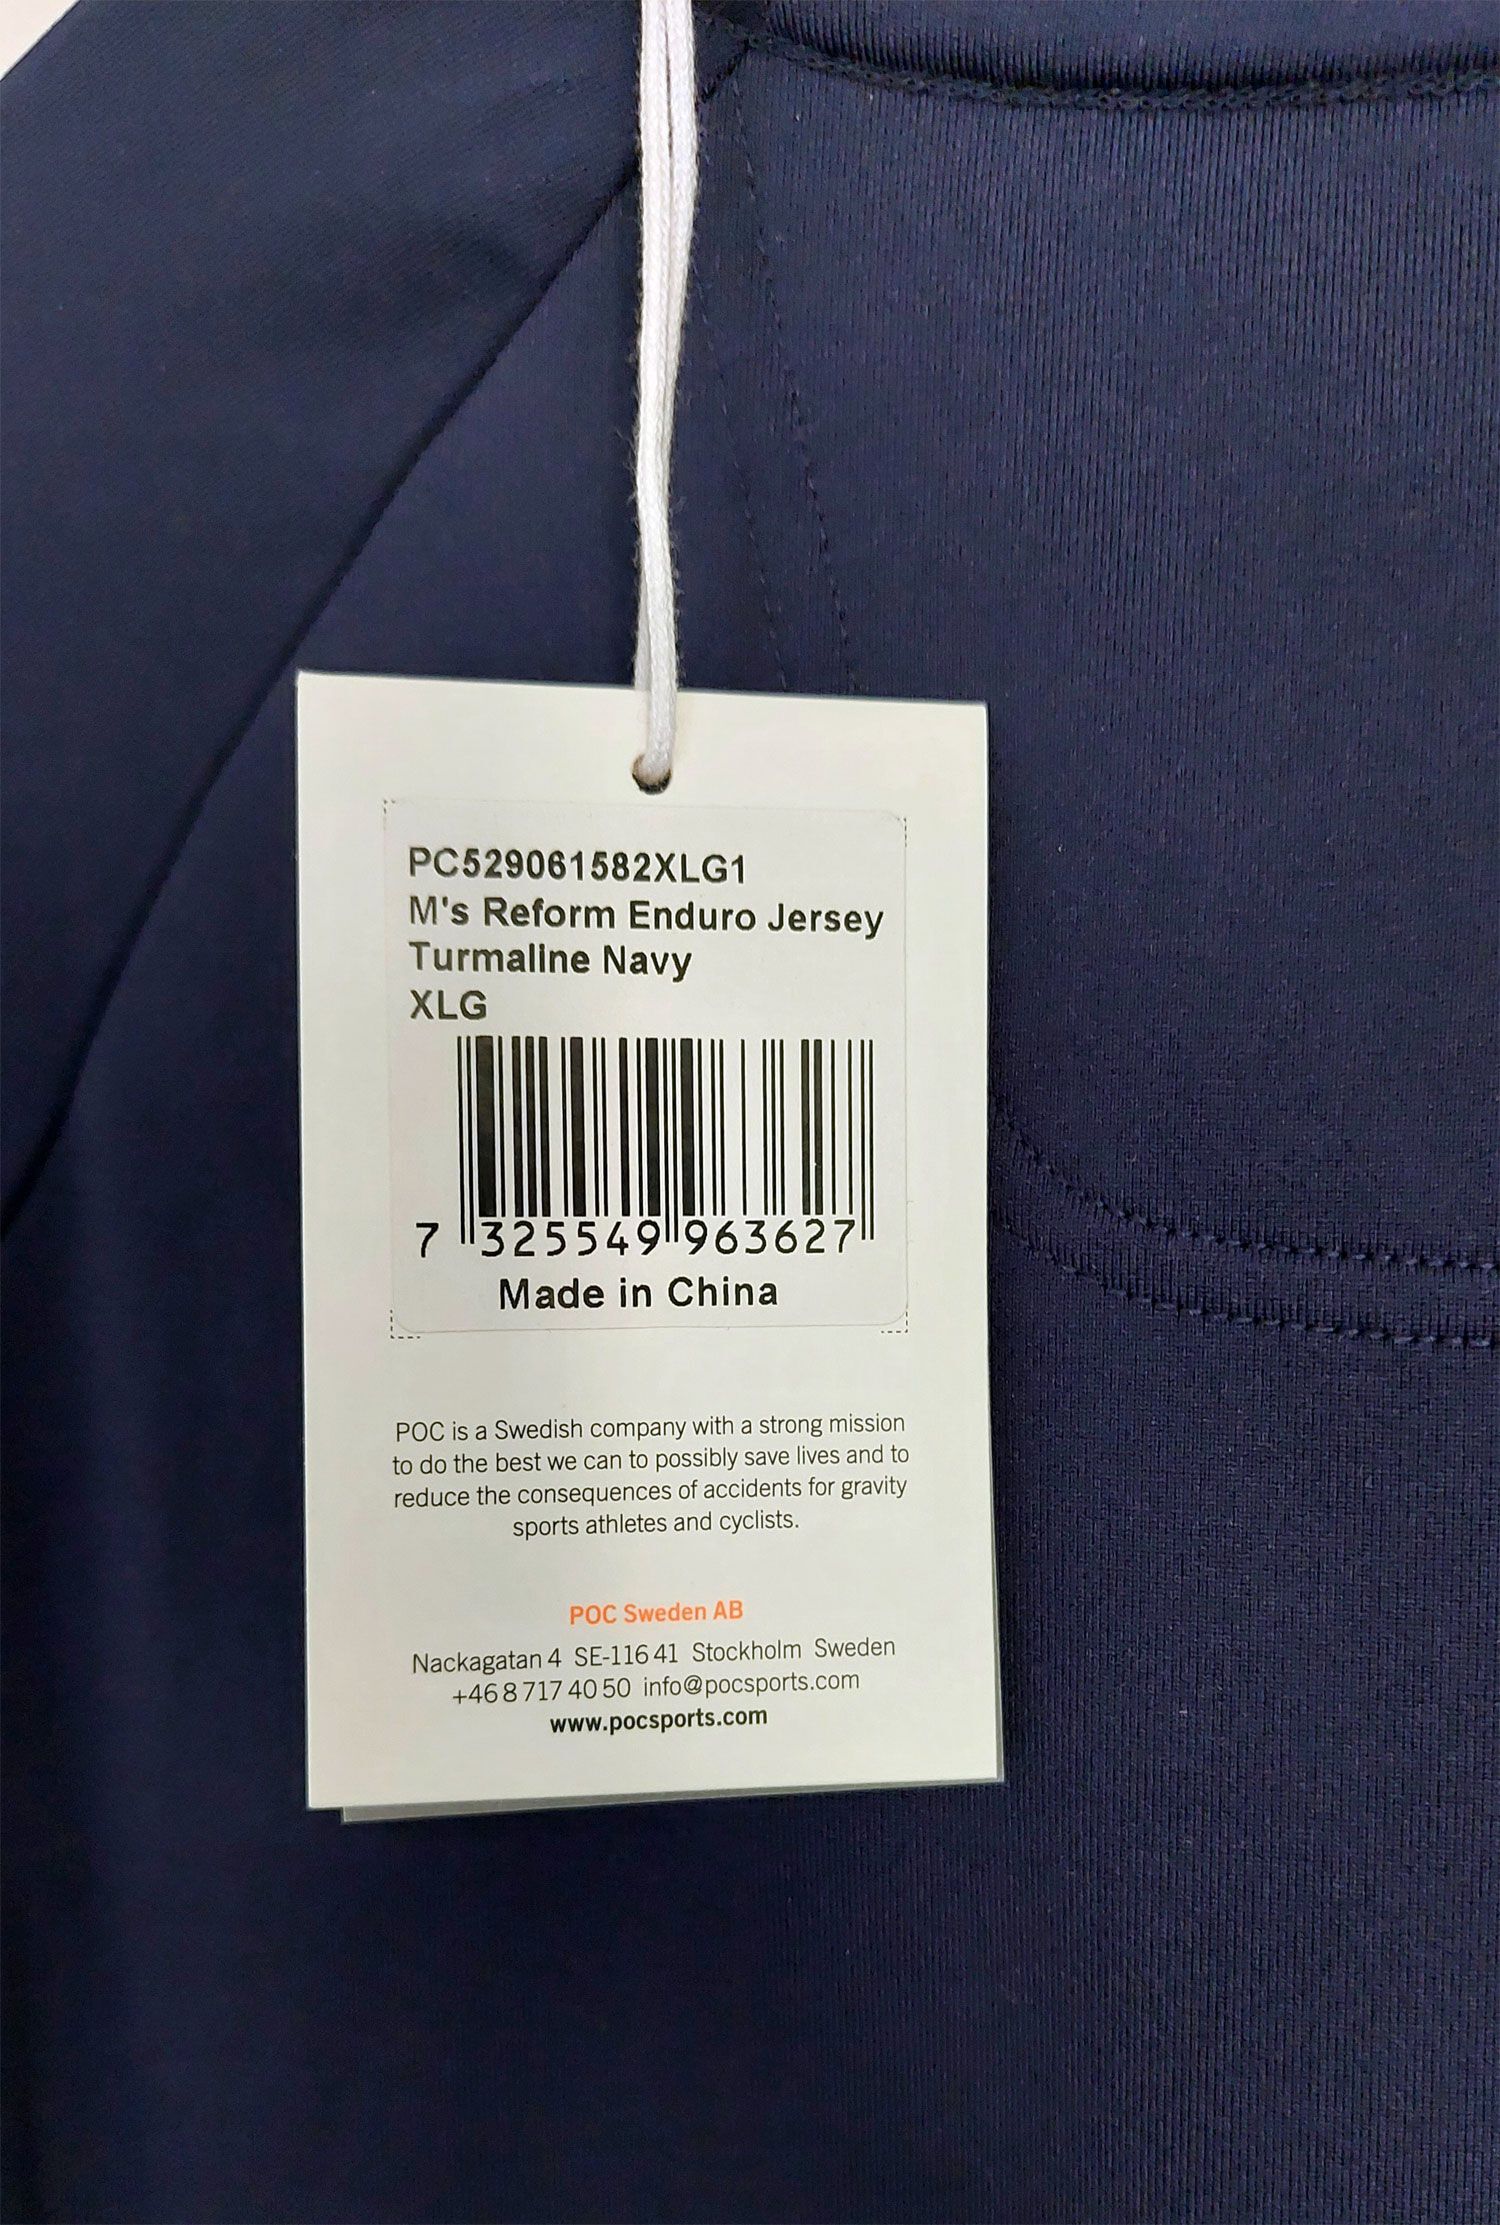 PC529061582XLG1
M's Reform Enduro Jersey
Turmaline Navy
XLG
7 325549 963627
Made in China
POC is a Swedish company with a strong mission
to do the best we can to possibly save lives and to
reduce the consequences of accidents for gravity
sports athletes and cyclists.
POC Sweden AB
Nackagatan 4 SE-116 41 Stockholm Sweden
+46 8 717 40 50 info@pocsports.com
www.pocsports.com